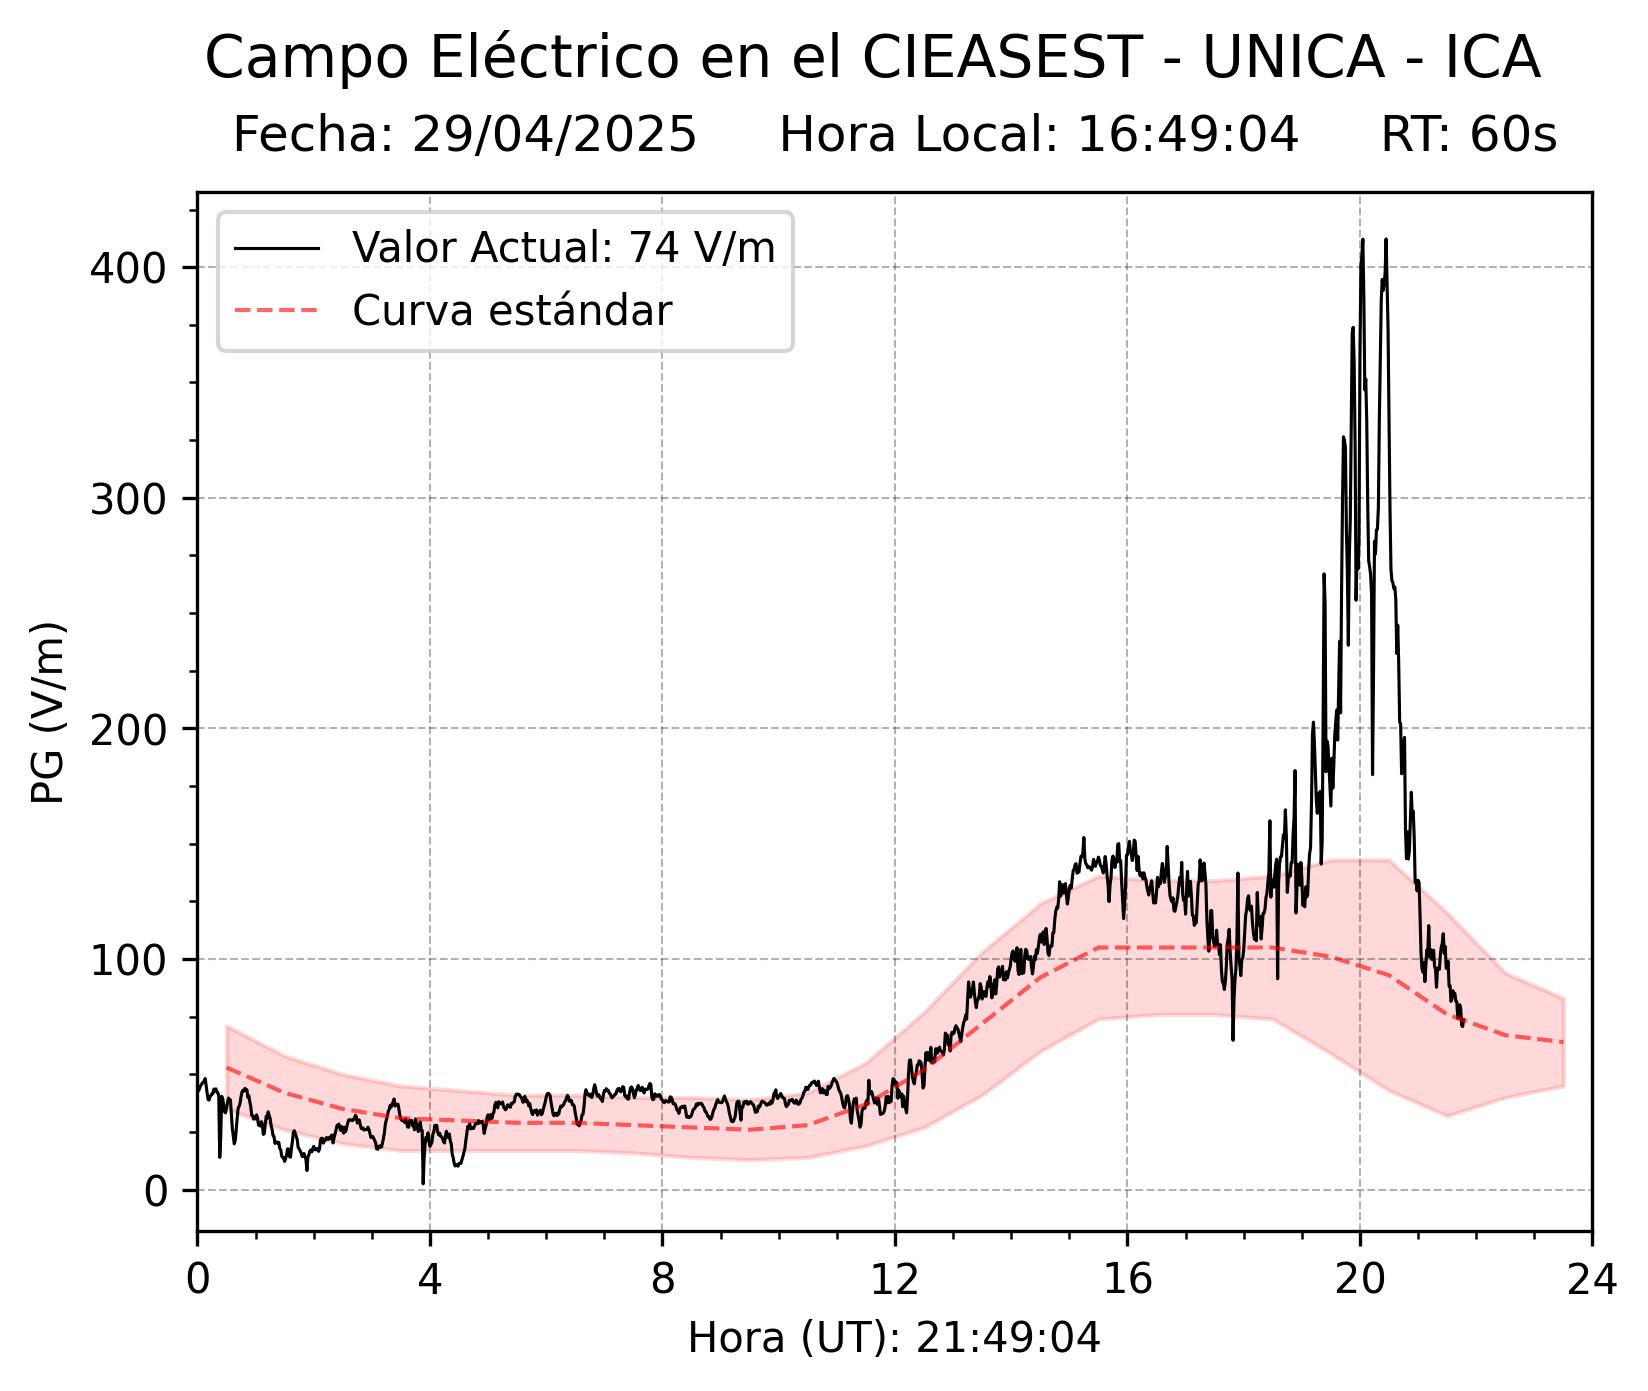 Campo Eléctrico en el CIEASEST - UNICA - ICA
Fecha: 29/04/2025 Hora Local: 16:49:04 RT: 60s
Valor Actual: 74 V/m
Curva estándar
400
300
200
100
0
PG (V/m)
0 4 8 12 16 20 24
Hora (UT): 21:49:04